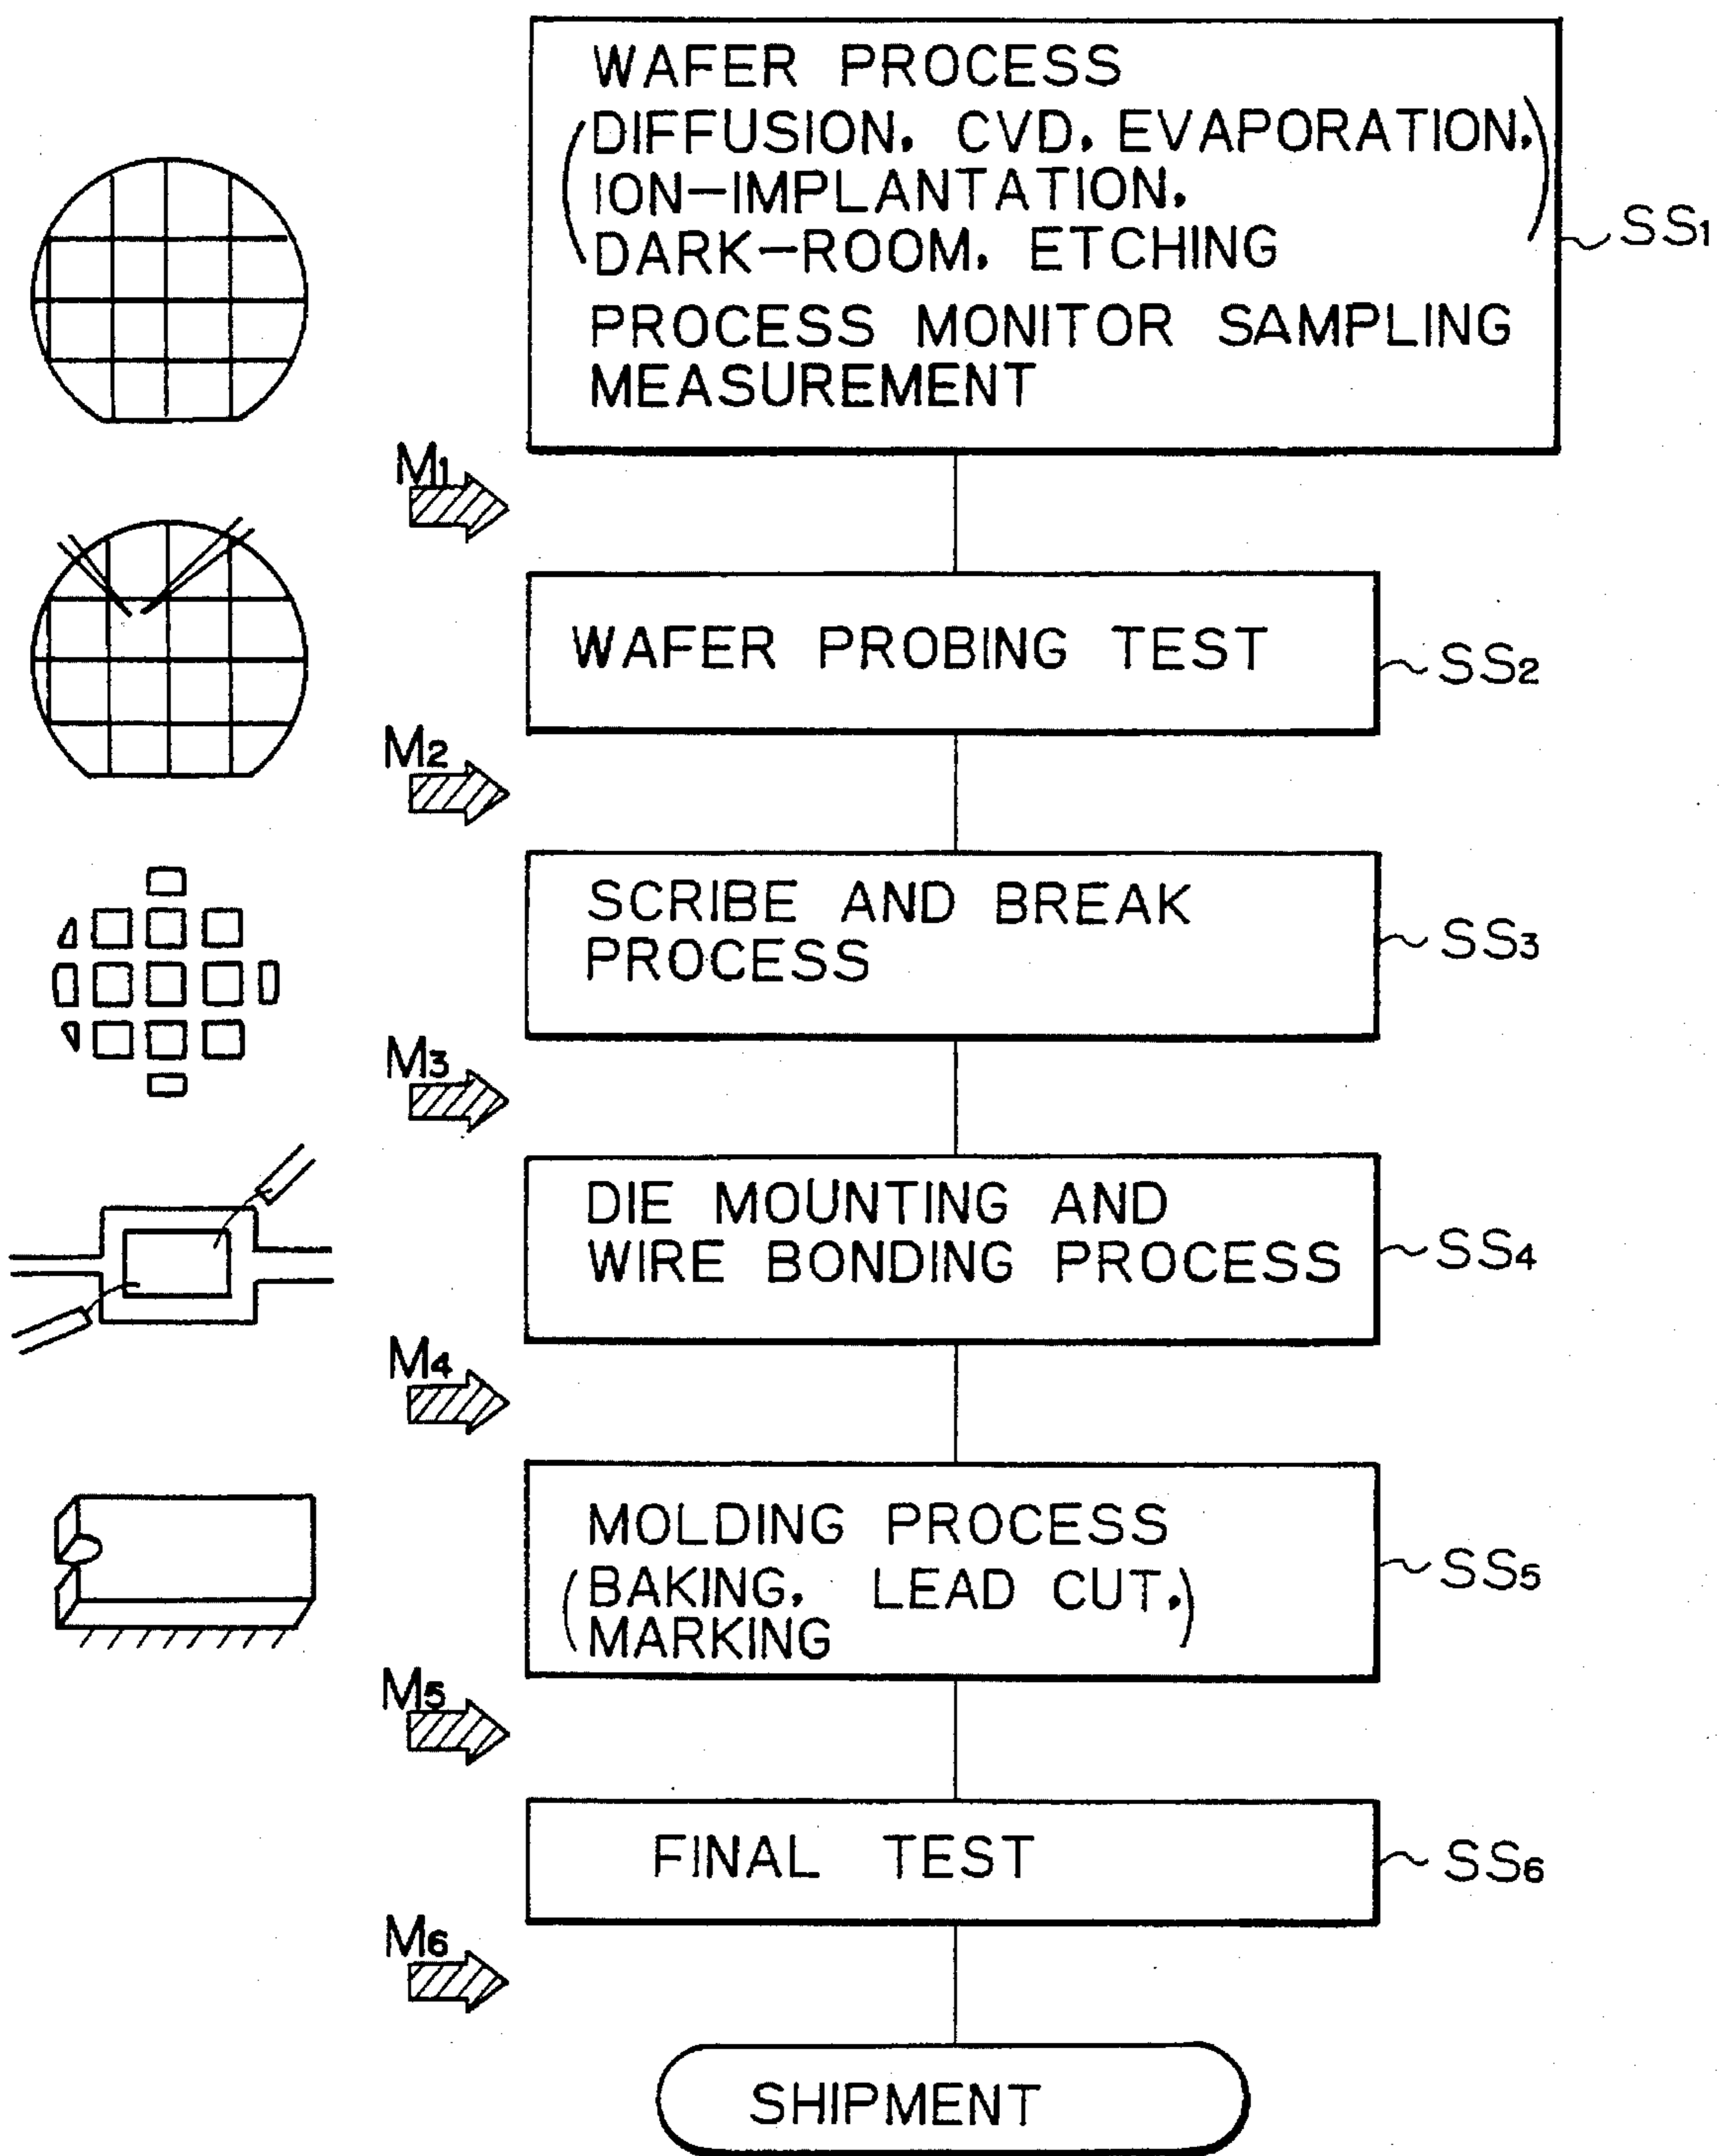 WAFER PROCESS
(DIFFUSION, CVD, EVAPORATION,
ION-IMPLANTATION,
DARK-ROOM, ETCHING)
PROCESS MONITOR SAMPLING
MEASUREMENT
SS1
M1
WAFER PROBING TEST
SS2
M2
SCRIBE AND BREAK
PROCESS
SS3
M3
DIE MOUNTING AND
WIRE BONDING PROCESS
SS4
M4
MOLDING PROCESS
(BAKING, LEAD CUT,
MARKING)
SS5
M5
FINAL TEST
SS6
M6
SHIPMENT